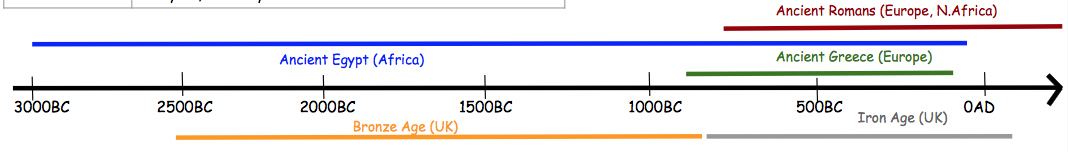 Ancient Romans (Europe, N.Africa)
Ancient Egypt (Africa)
Ancient Greece (Europe)
3000BC 2500BC 2000BC 1500BC 1000BC 500BC 0AD
Bronze Age (UK)
Iron Age (UK)